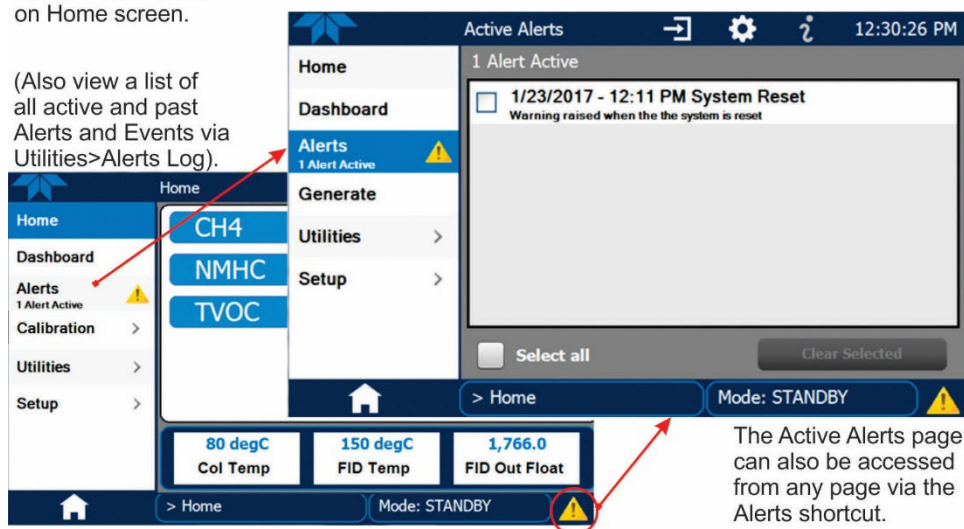 on Home screen.
(Also view a list of
all active and past
Alerts and Events via
Utilities>Alerts Log).
Active Alerts
12:30:26 PM
Home
Dashboard
Alerts
1 Alert Active
Generate
Utilities >
Setup >
1 Alert Active
1/23/2017 - 12:11 PM System Reset
Warning raised when the the system is reset
Select all
Clear Selected
> Home
Mode: STANDBY
Home
Home
Dashboard
Alerts
1 Alert Active
Calibration >
Utilities >
Setup >
CH4
NMHC
TVOC
80 degC
Col Temp
150 degC
FID Temp
1,766.0
FID Out Float
> Home
Mode: STANDBY
The Active Alerts page
can also be accessed
from any page via the
Alerts shortcut.